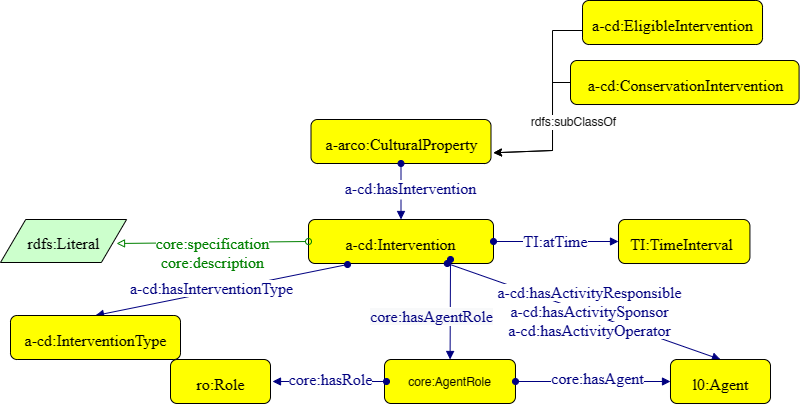 a-cd:EligibleIntervention
a-cd:ConservationIntervention
rdfs:subClassOf
a-arco:CulturalProperty
a-cd:hasIntervention
rdfs:Literal
core:specification
core:description
a-cd:Intervention
TI:atTime
TI:TimeInterval
a-cd:hasInterventionType
core:hasAgentRole
a-cd:hasActivityResponsible
a-cd:hasActivitySponsor
a-cd:hasActivityOperator
a-cd:InterventionType
ro:Role
core:hasRole
core:AgentRole
core:hasAgent
l0:Agent